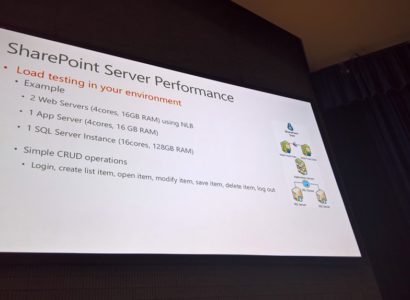 SharePoint Server Performance
• Load testing in your environment
• Example
• 2 Web Servers (4cores, 16GB RAM) using NLB
• 1 App Server (4cores, 16 GB RAM)
• 1 SQL Server Instance (16cores, 128GB RAM)
• Simple CRUD operations
• Login, create list item, open item, modify item, save item, delete item, log out